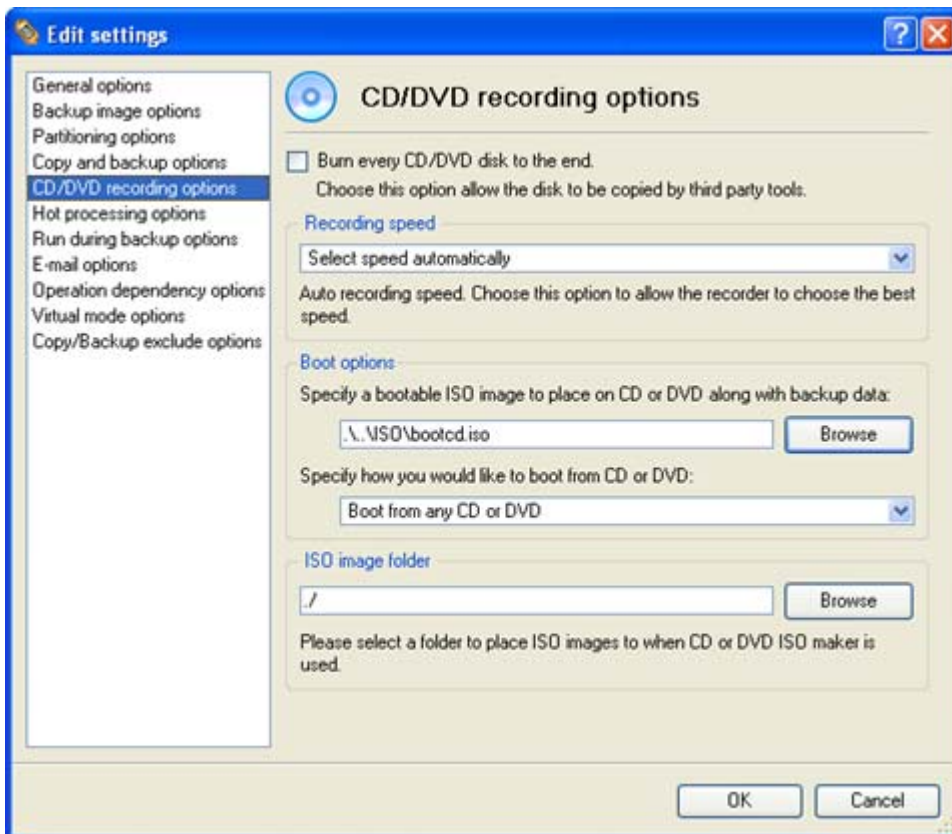 Edit settings
General options
Backup image options
Partitioning options
Copy and backup options
CD/DVD recording options
Hot processing options
Run during backup options
E-mail options
Operation dependency options
Virtual mode options
Copy/Backup exclude options
CD/DVD recording options
Burn every CD/DVD disk to the end.
Choose this option allow the disk to be copied by third party tools.
Recording speed
Select speed automatically
Auto recording speed. Choose this option to allow the recorder to choose the best
speed.
Boot options
Specify a bootable ISO image to place on CD or DVD along with backup data:
.\..\ISO\bootcd.iso
Browse
Specify how you would like to boot from CD or DVD:
Boot from any CD or DVD
ISO image folder
./
Browse
Please select a folder to place ISO images to when CD or DVD ISO maker is
used.
OK
Cancel